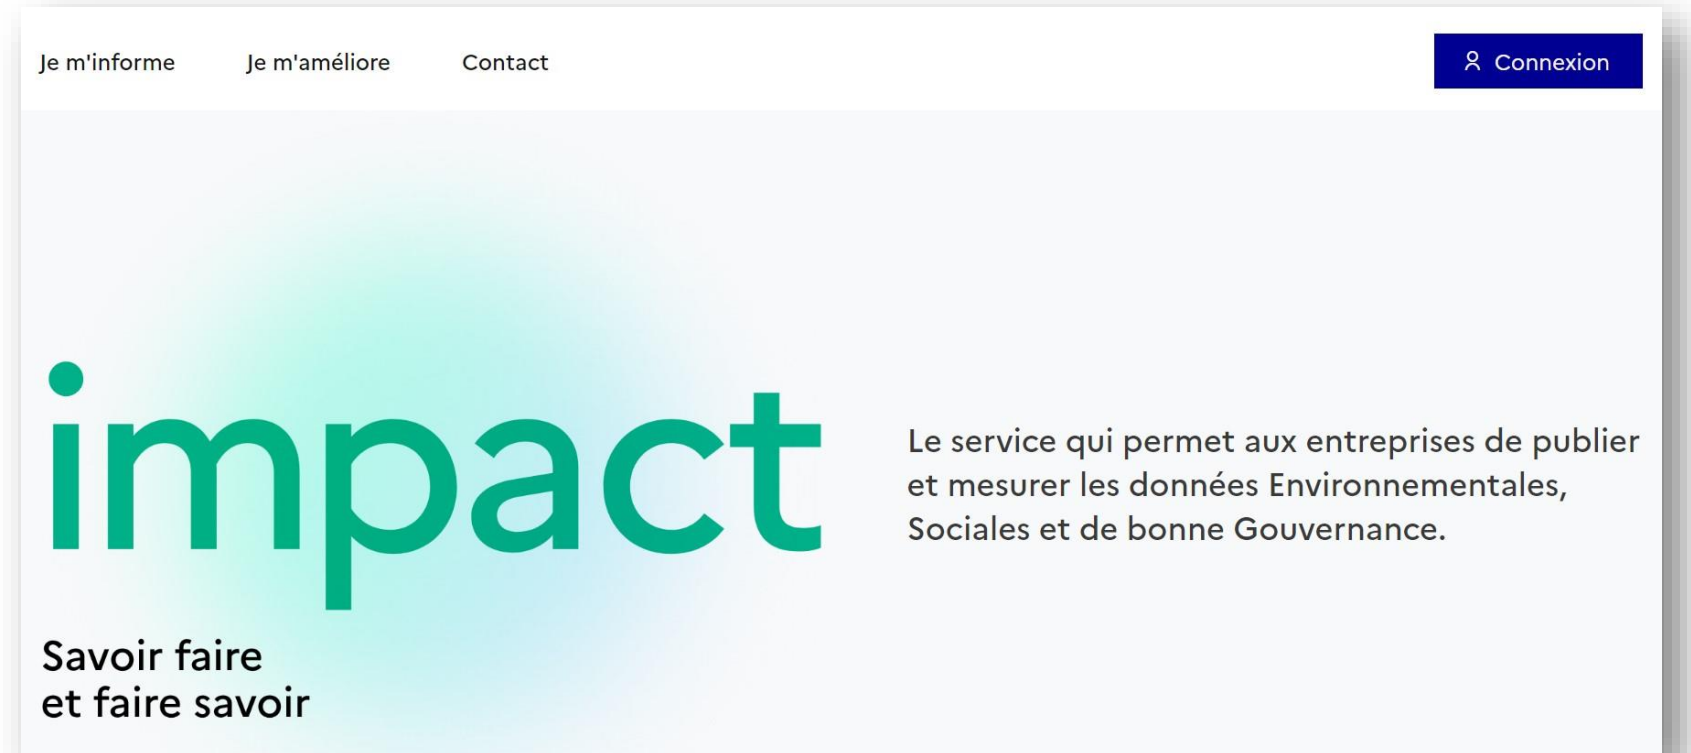 Je m'informe
Je m'améliore
Contact
Connexion
impact
Le service qui permet aux entreprises de publier
et mesurer les données Environnementales,
Sociales et de bonne Gouvernance.
Savoir faire
et faire savoir